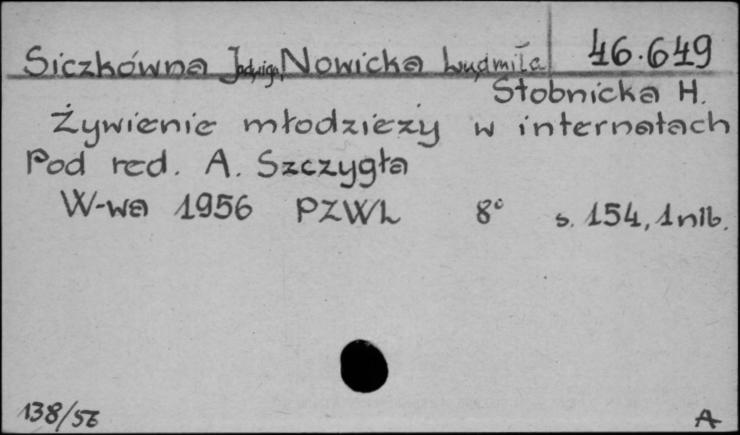 Siczkówna Jadwiga, Nowicka Ludmiła 46.649
Stobnicka H.
Żywienie młodzieży w internatach
Pod red. A. Szczygła
W-wa 1956 PZWL 8° s. 154, 1 nlb.
138/56 A